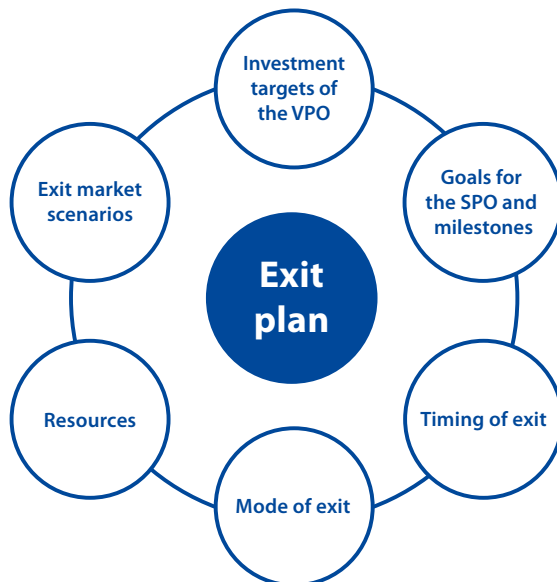 Investment
targets of
the VPO
Goals for
the SPO and
milestones
Timing of exit
Mode of exit
Resources
Exit market
scenarios
Exit
plan